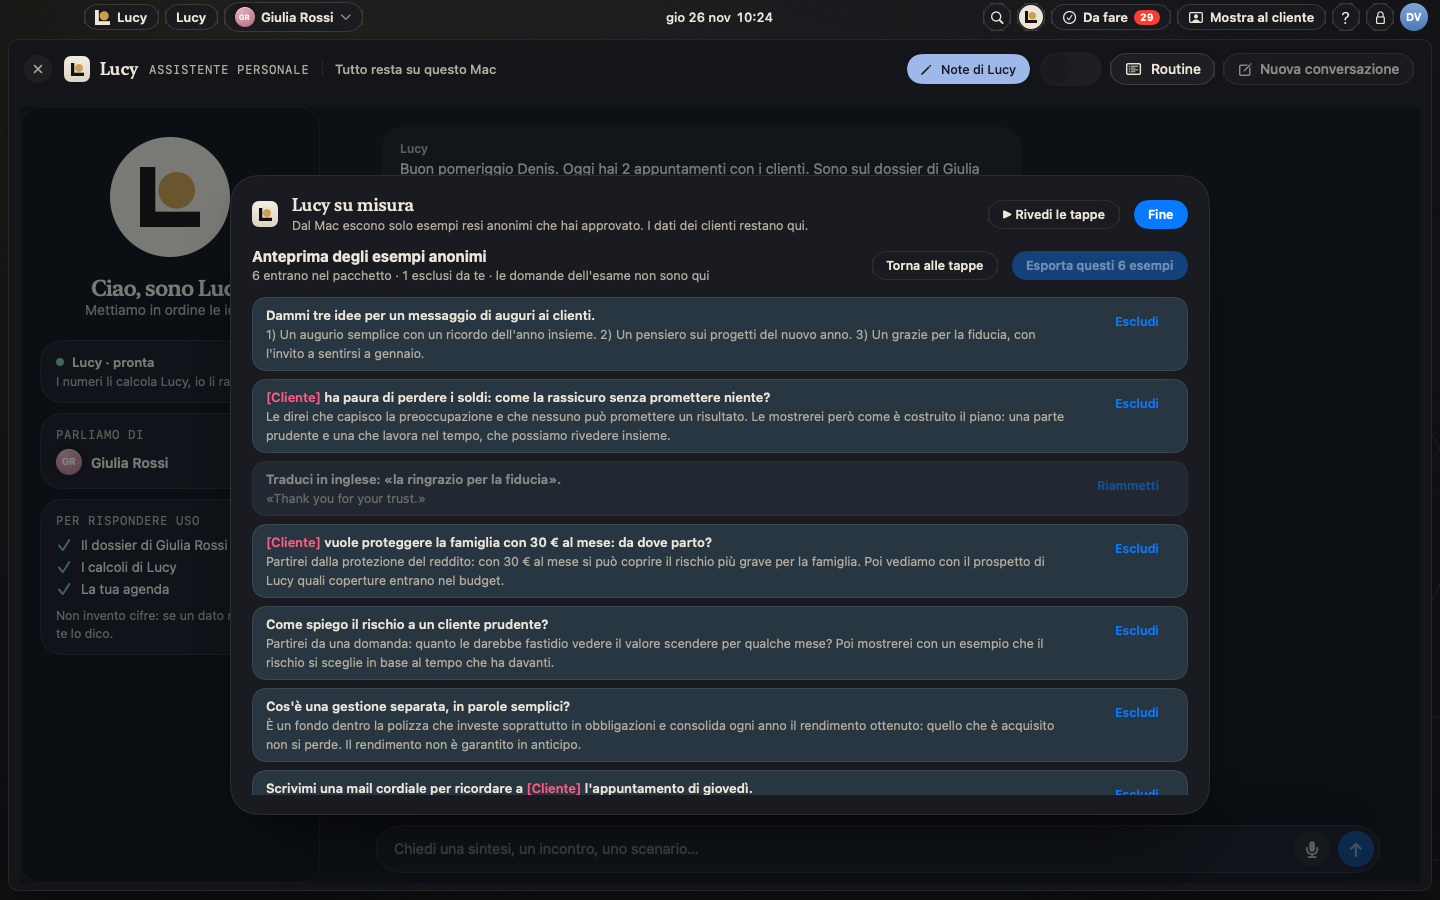 Lucy
Lucy
GR Giulia Rossi
gio 26 nov 10:24
Da fare 29
Mostra al cliente
?
DV
Lucy ASSISTENTE PERSONALE
Tutto resta su questo Mac
Note di Lucy
Routine
Nuova conversazione
Lucy
Buon pomeriggio Denis. Oggi hai 2 appuntamenti con i clienti. Sono sul dossier di Giulia
Ciao, sono Luc
Mettiamo in ordine le i
Lucy · pronta
I numeri li calcola Lucy, io li ra
PARLIAMO DI
GR Giulia Rossi
PER RISPONDERE USO
Il dossier di Giulia Rossi
I calcoli di Lucy
La tua agenda
Non invento cifre: se un dato
te lo dico.
Lucy su misura
Dal Mac escono solo esempi resi anonimi che hai approvato. I dati dei clienti restano qui.
Rivedi le tappe
Fine
Anteprima degli esempi anonimi
6 entrano nel pacchetto · 1 esclusi da te · le domande dell'esame non sono qui
Torna alle tappe
Esporta questi 6 esempi
Dammi tre idee per un messaggio di auguri ai clienti.
1) Un augurio semplice con un ricordo dell'anno insieme. 2) Un pensiero sui progetti del nuovo anno. 3) Un grazie per la fiducia, con
l'invito a sentirsi a gennaio.
Escludi
[Cliente] ha paura di perdere i soldi: come la rassicuro senza promettere niente?
Le direi che capisco la preoccupazione e che nessuno può promettere un risultato. Le mostrerei però come è costruito il piano: una parte
prudente e una che lavora nel tempo, che possiamo rivedere insieme.
Escludi
Traduci in inglese: «la ringrazio per la fiducia».
«Thank you for your trust.»
Riammetti
[Cliente] vuole proteggere la famiglia con 30 € al mese: da dove parto?
Partirei dalla protezione del reddito: con 30 € al mese si può coprire il rischio più grave per la famiglia. Poi vediamo con il prospetto di
Lucy quali coperture entrano nel budget.
Escludi
Come spiego il rischio a un cliente prudente?
Partirei da una domanda: quanto le darebbe fastidio vedere il valore scendere per qualche mese? Poi mostrerei con un esempio che il
rischio si sceglie in base al tempo che ha davanti.
Escludi
Cos'è una gestione separata, in parole semplici?
È un fondo dentro la polizza che investe soprattutto in obbligazioni e consolida ogni anno il rendimento ottenuto: quello che è acquisito
non si perde. Il rendimento non è garantito in anticipo.
Escludi
Scrivimi una mail cordiale per ricordare a [Cliente] l'appuntamento di giovedì.
Escludi
Chiedi una sintesi, un incontro, uno scenario...